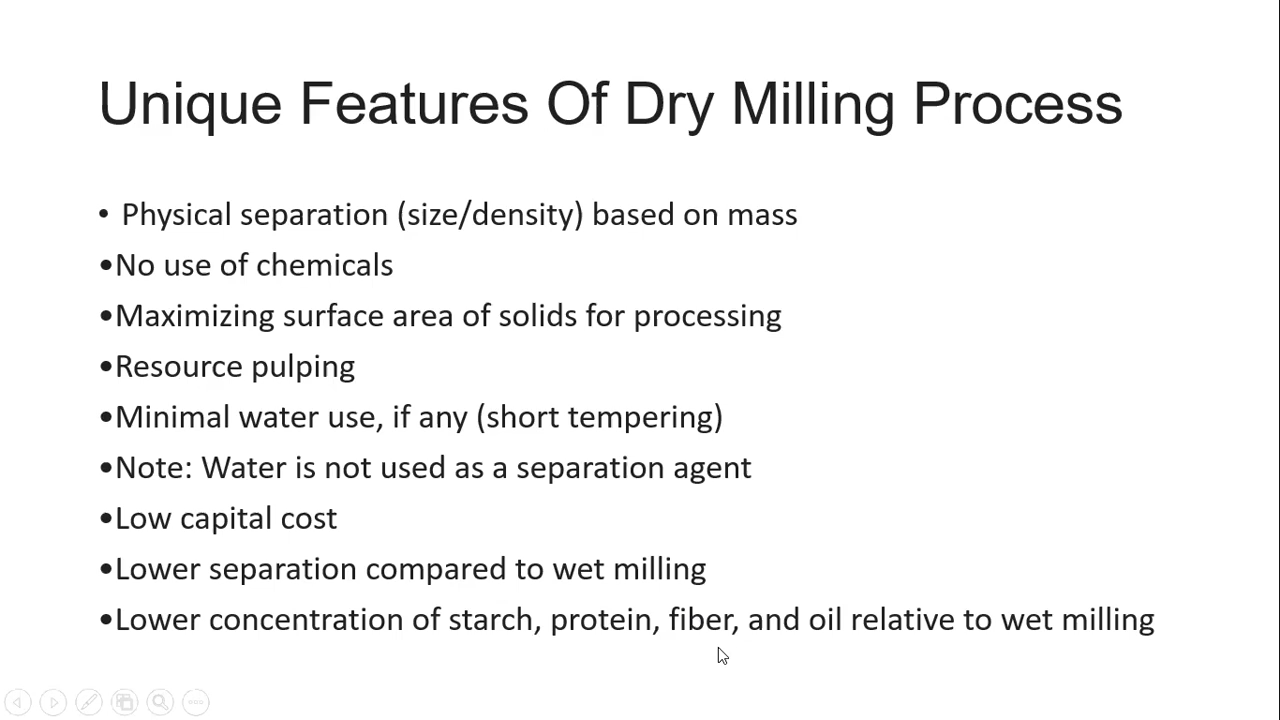 Unique Features Of Dry Milling Process
• Physical separation (size/density) based on mass
•No use of chemicals
•Maximizing surface area of solids for processing
•Resource pulping
•Minimal water use, if any (short tempering)
•Note: Water is not used as a separation agent
•Low capital cost
•Lower separation compared to wet milling
•Lower concentration of starch, protein, fiber, and oil relative to wet milling